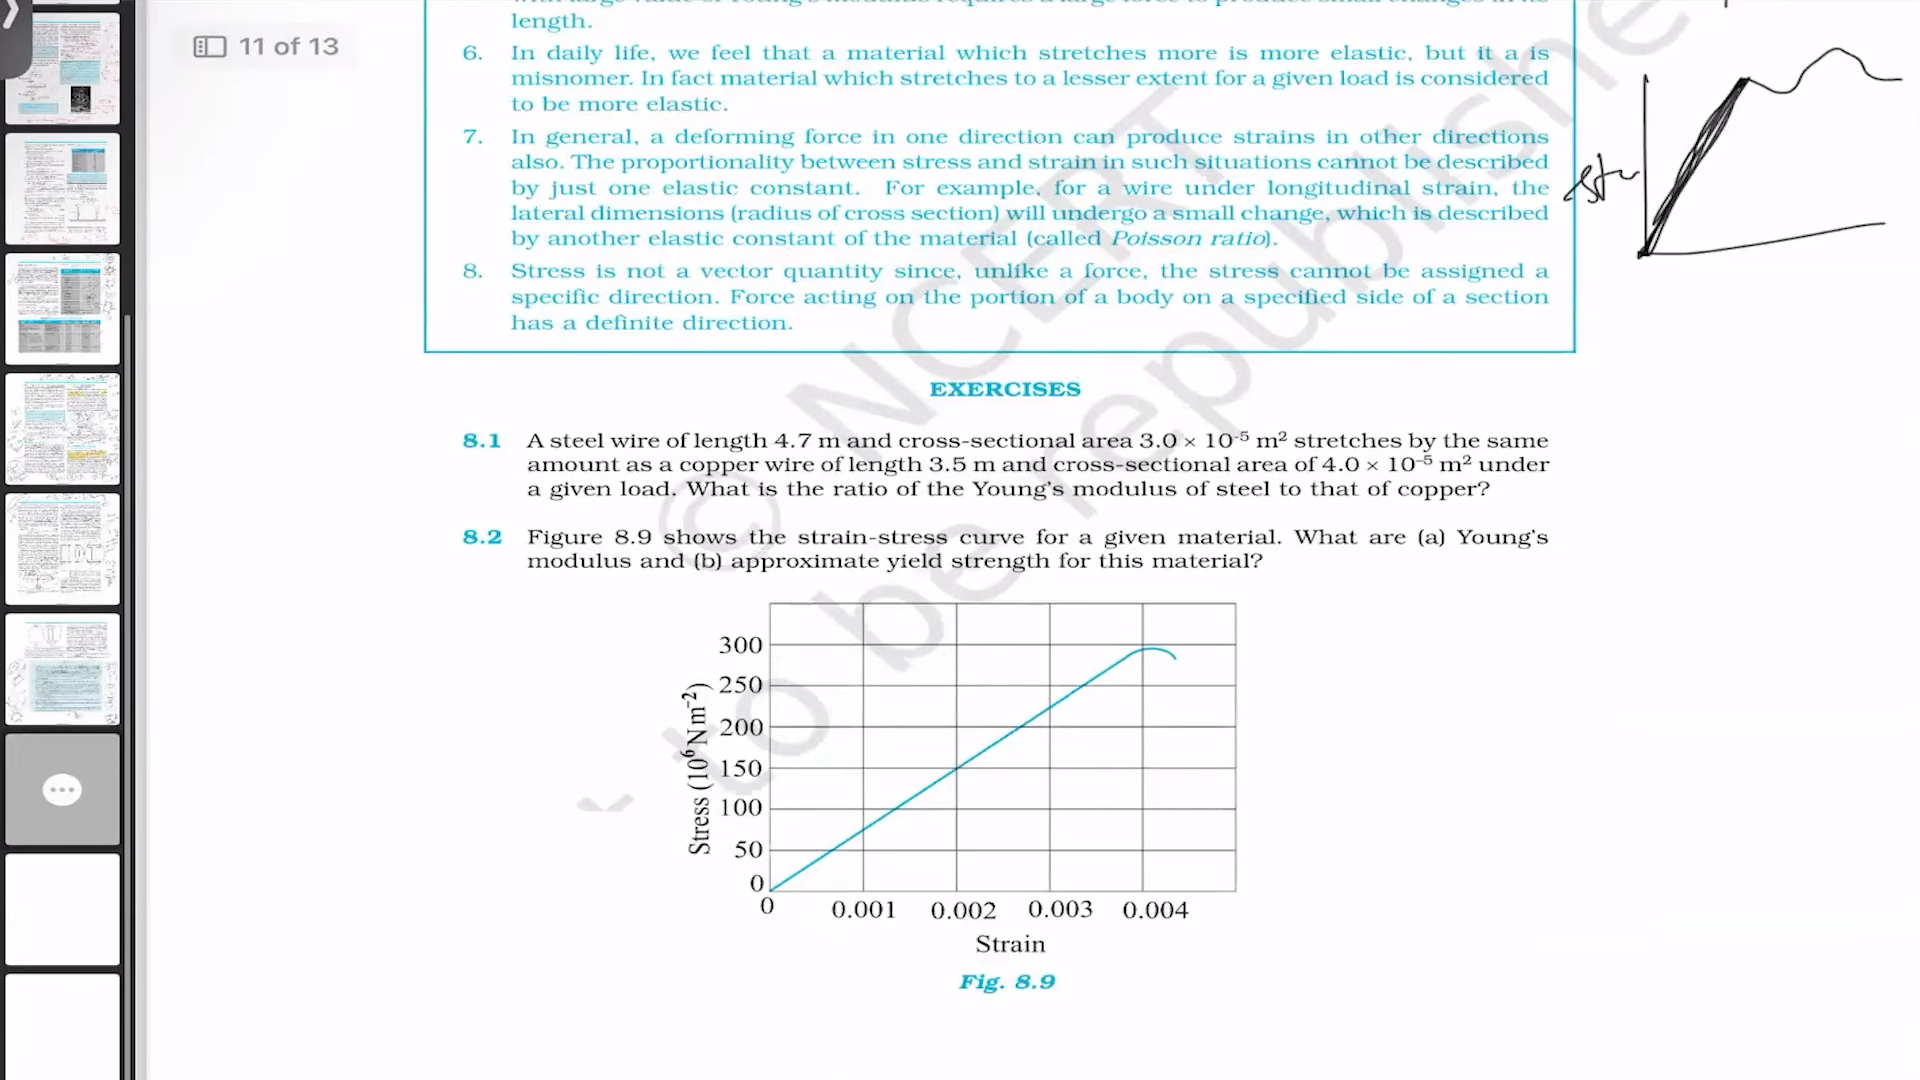 11 of 13
length.
6. In daily life, we feel that a material which stretches more is more elastic, but it a is
misnomer. In fact material which stretches to a lesser extent for a given load is considered
to be more elastic.
7. In general, a deforming force in one direction can produce strains in other directions
also. The proportionality between stress and strain in such situations cannot be described
by just one elastic constant. For example, for a wire under longitudinal strain, the
lateral dimensions (radius of cross section) will undergo a small change, which is described
by another elastic constant of the material (called Poisson ratio).
8. Stress is not a vector quantity since, unlike a force, the stress cannot be assigned a
specific direction. Force acting on the portion of a body on a specified side of a section
has a definite direction.
EXERCISES
8.1 A steel wire of length 4.7 m and cross-sectional area 3.0 × 10⁻⁵ m² stretches by the same
amount as a copper wire of length 3.5 m and cross-sectional area of 4.0 × 10⁻⁵ m² under
a given load. What is the ratio of the Young's modulus of steel to that of copper?
8.2 Figure 8.9 shows the strain-stress curve for a given material. What are (a) Young's
modulus and (b) approximate yield strength for this material?
Stress (10⁶ N m⁻²)
300
250
200
150
100
50
0
0 0.001 0.002 0.003 0.004
Strain
Fig. 8.9
© NCERT
to be republishe